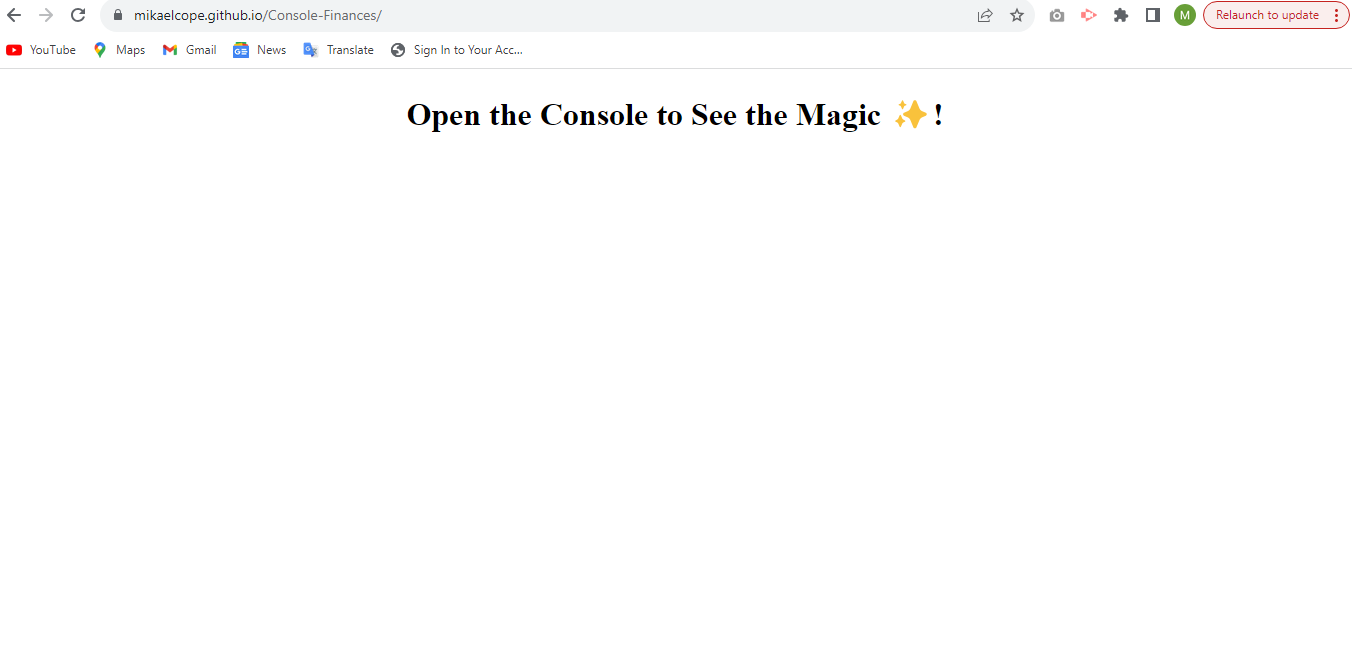 mikaelcope.github.io/Console-Finances/
M
Relaunch to update
YouTube Maps Gmail GE News G Translate Sign In to Your Acc...
Open the Console to See the Magic ✨!